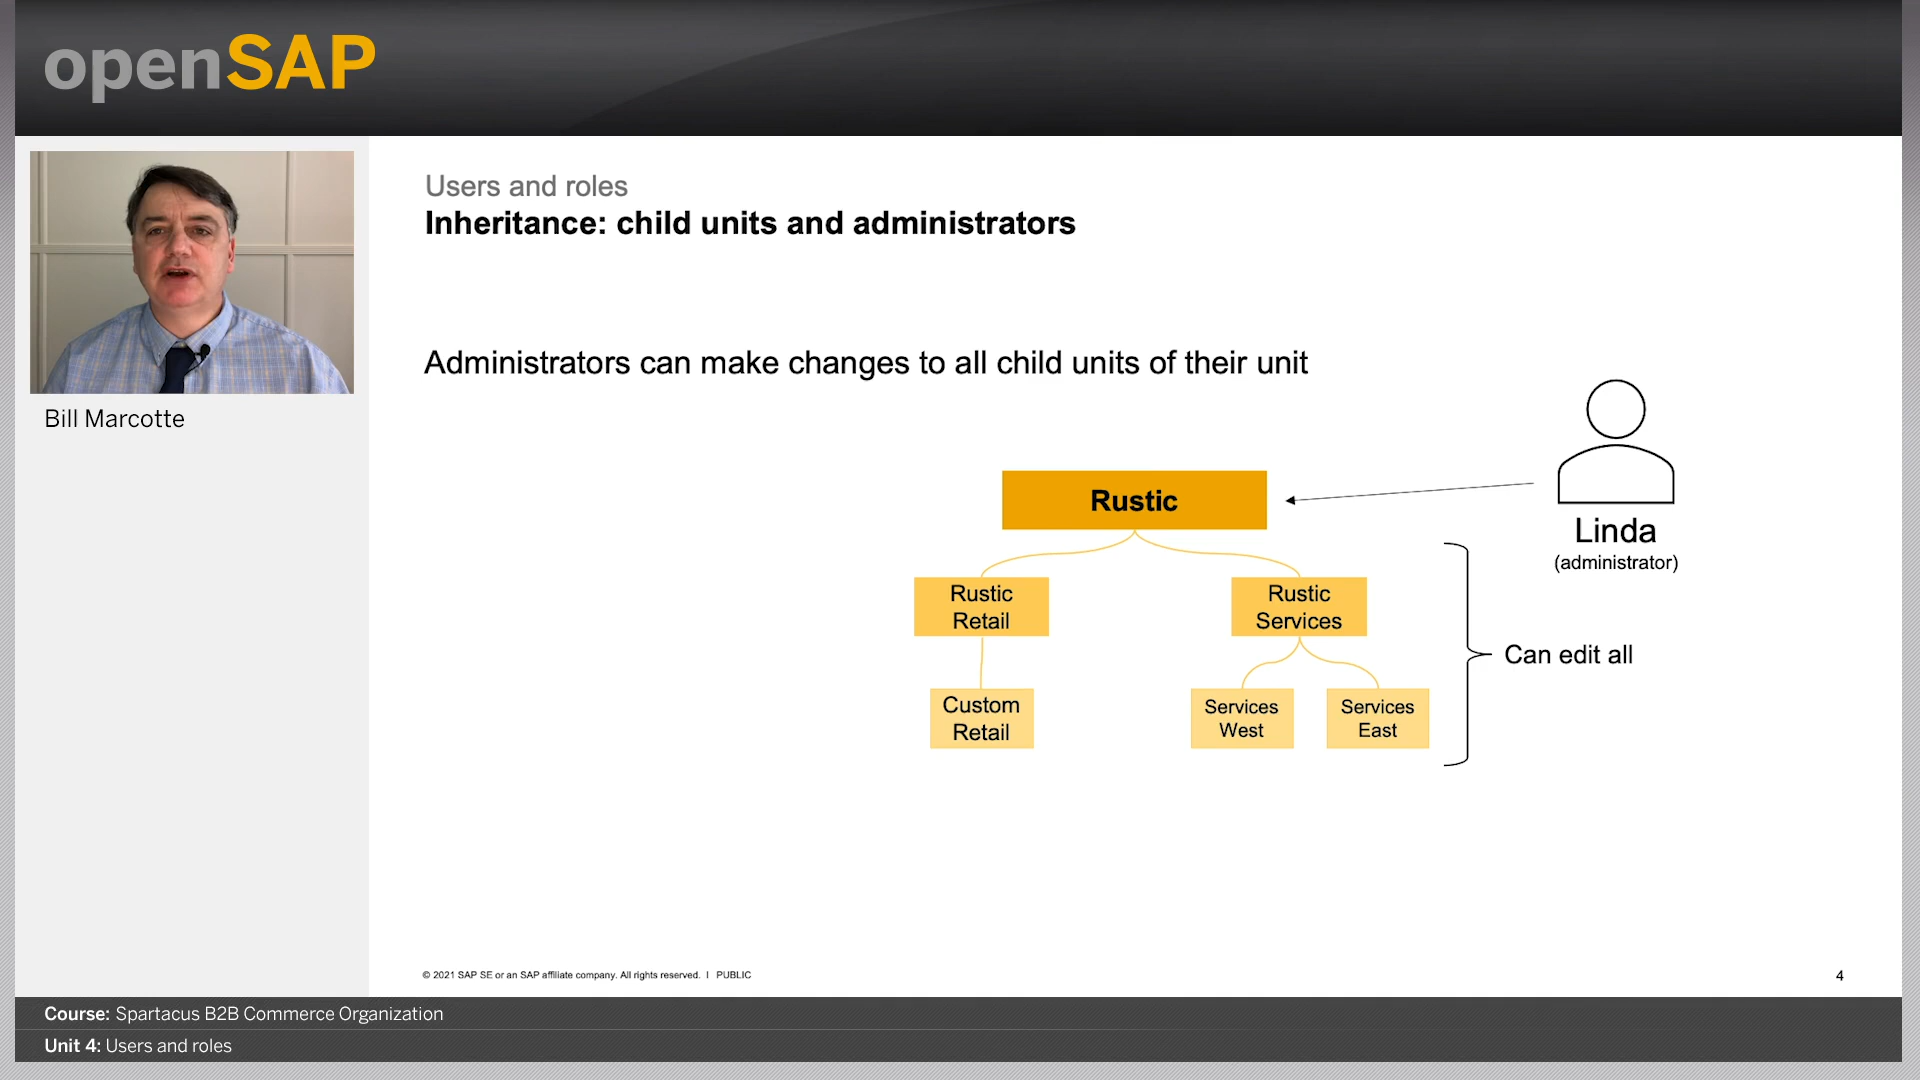 openSAP
Bill Marcotte
Users and roles
Inheritance: child units and administrators
Administrators can make changes to all child units of their unit
Rustic
Linda
(administrator)
Rustic
Retail
Rustic
Services
Can edit all
Custom
Retail
Services
West
Services
East
© 2021 SAP SE or an SAP affiliate company. All rights reserved. | PUBLIC
4
Course: Spartacus B2B Commerce Organization
Unit 4: Users and roles